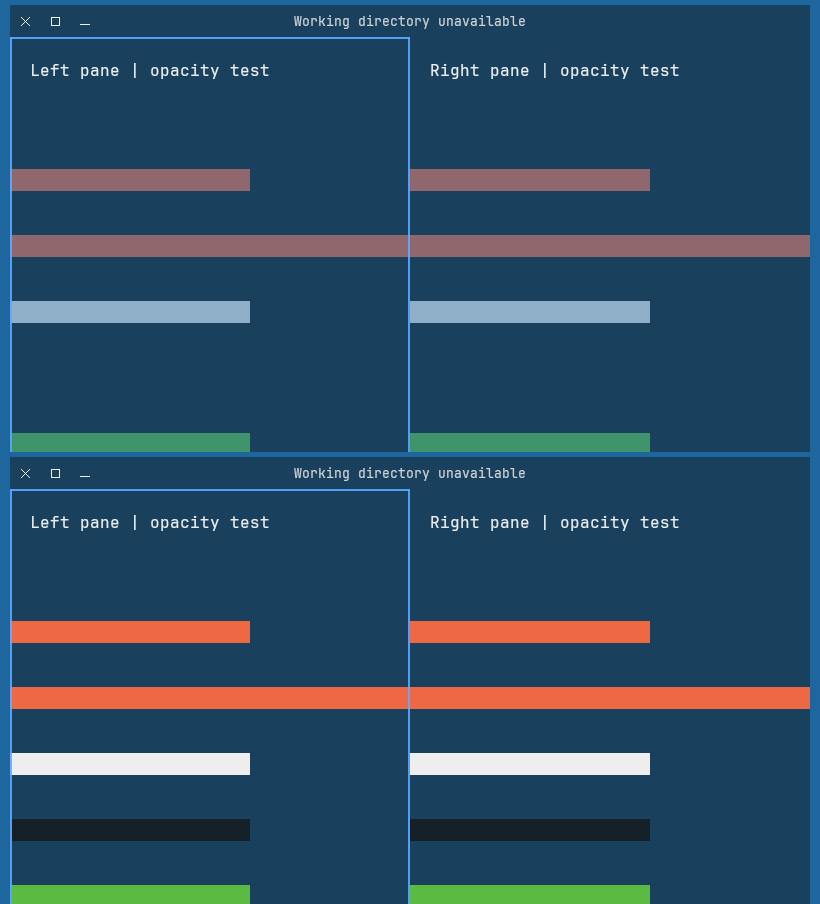 Working directory unavailable
Left pane | opacity test
Right pane | opacity test
Working directory unavailable
Left pane | opacity test
Right pane | opacity test